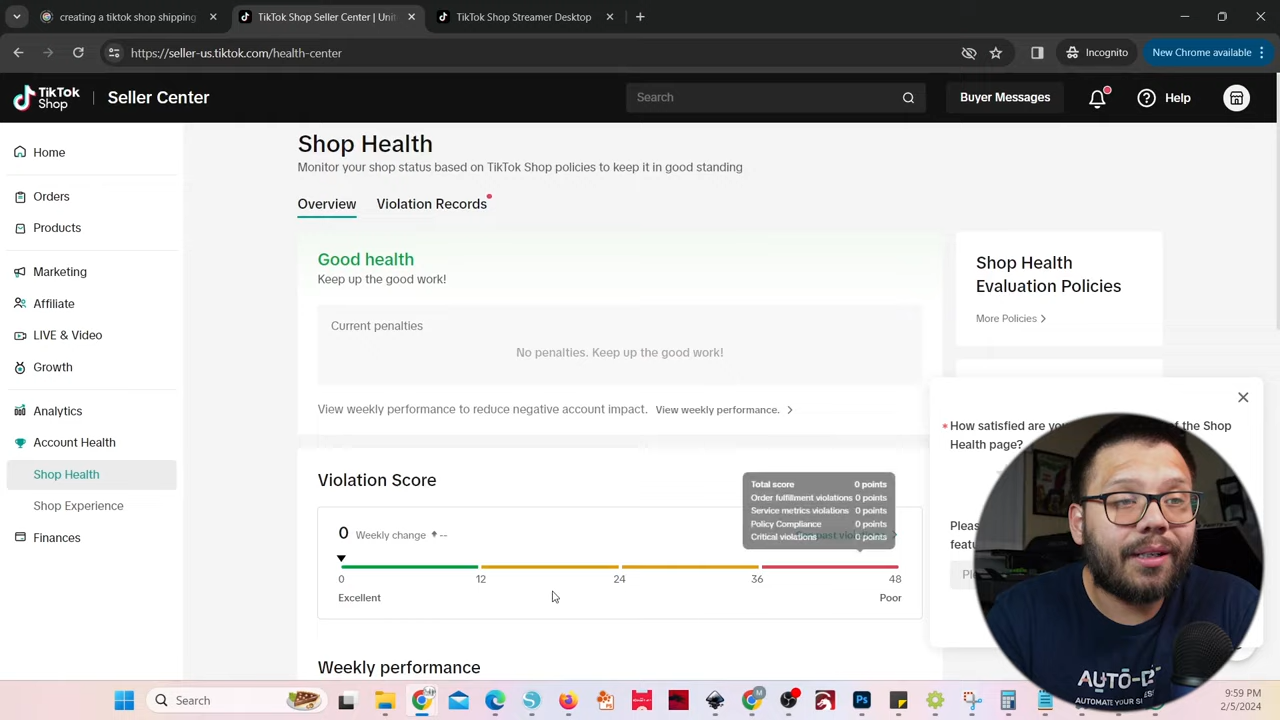 creating a tiktok shop shipping
TikTok Shop Seller Center | Uni
TikTok Shop Streamer Desktop
https://seller-us.tiktok.com/health-center
Incognito
New Chrome available
TikTok Shop
Seller Center
Search
Buyer Messages
Help
Home
Orders
Products
Marketing
Affiliate
LIVE & Video
Growth
Analytics
Account Health
Shop Health
Shop Experience
Finances
Shop Health
Monitor your shop status based on TikTok Shop policies to keep it in good standing
Overview
Violation Records
Good health
Keep up the good work!
Current penalties
No penalties. Keep up the good work!
View weekly performance to reduce negative account impact. View weekly performance. >
Violation Score
0 Weekly change --
Total score 0 points
Order fulfillment violations 0 points
Service metrics violations 0 points
Policy Compliance 0 points
Critical violations 0 points
0 12 24 36 48
Excellent Poor
Weekly performance
Shop Health
Evaluation Policies
More Policies >
* How satisfied are you of the Shop
Health page?
AUTOMATE YOUR
Search
9:59 PM
2/5/2024